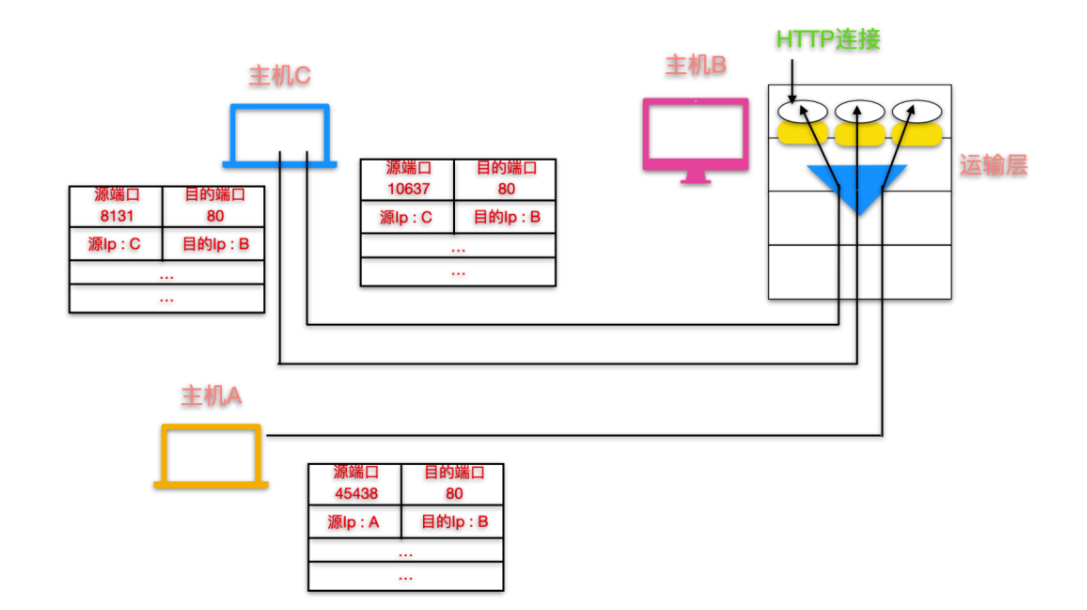 HTTP连接
主机C
主机B
运输层
源端口 目的端口
10637 80
源Ip : C 目的Ip : B
...
...
源端口 目的端口
8131 80
源Ip : C 目的Ip : B
...
...
主机A
源端口 目的端口
45438 80
源Ip : A 目的Ip : B
...
...